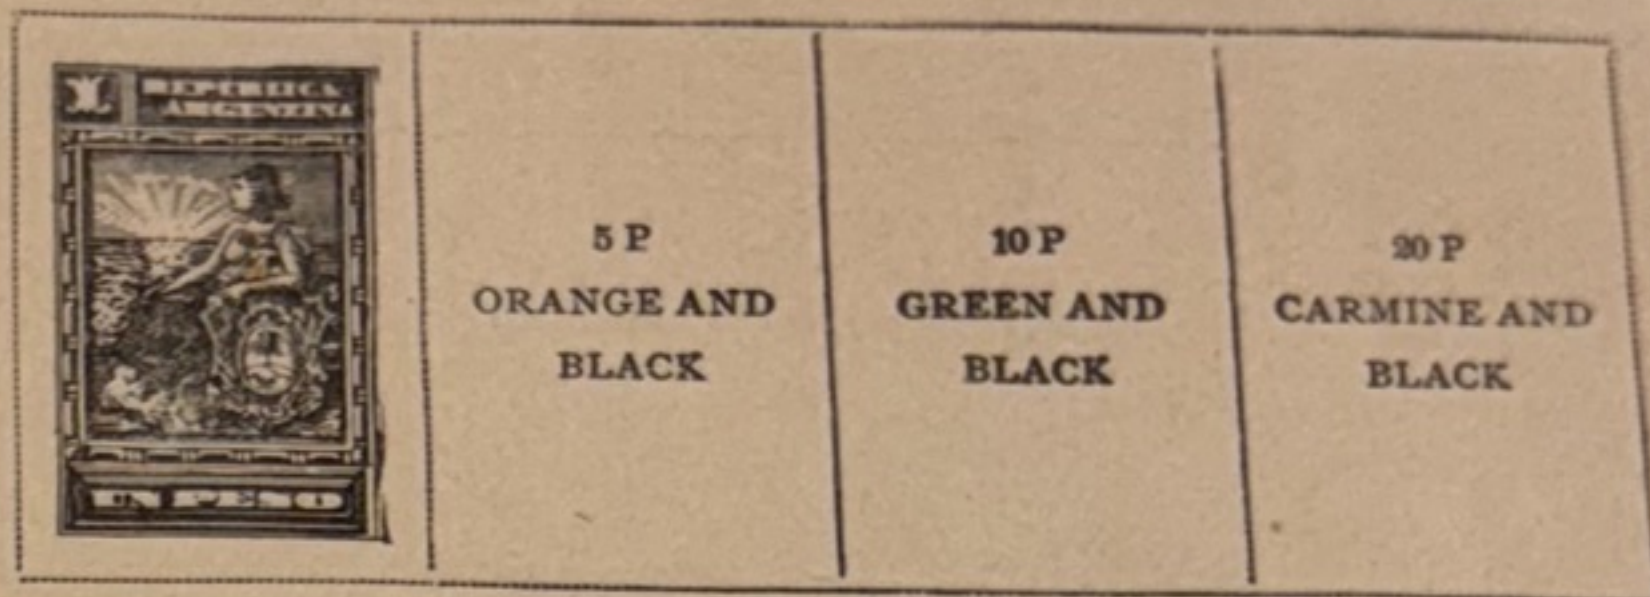 REPUBLICA
ARGENTINA
UN PESO
5 P
ORANGE AND
BLACK
10 P
GREEN AND
BLACK
20 P
CARMINE AND
BLACK